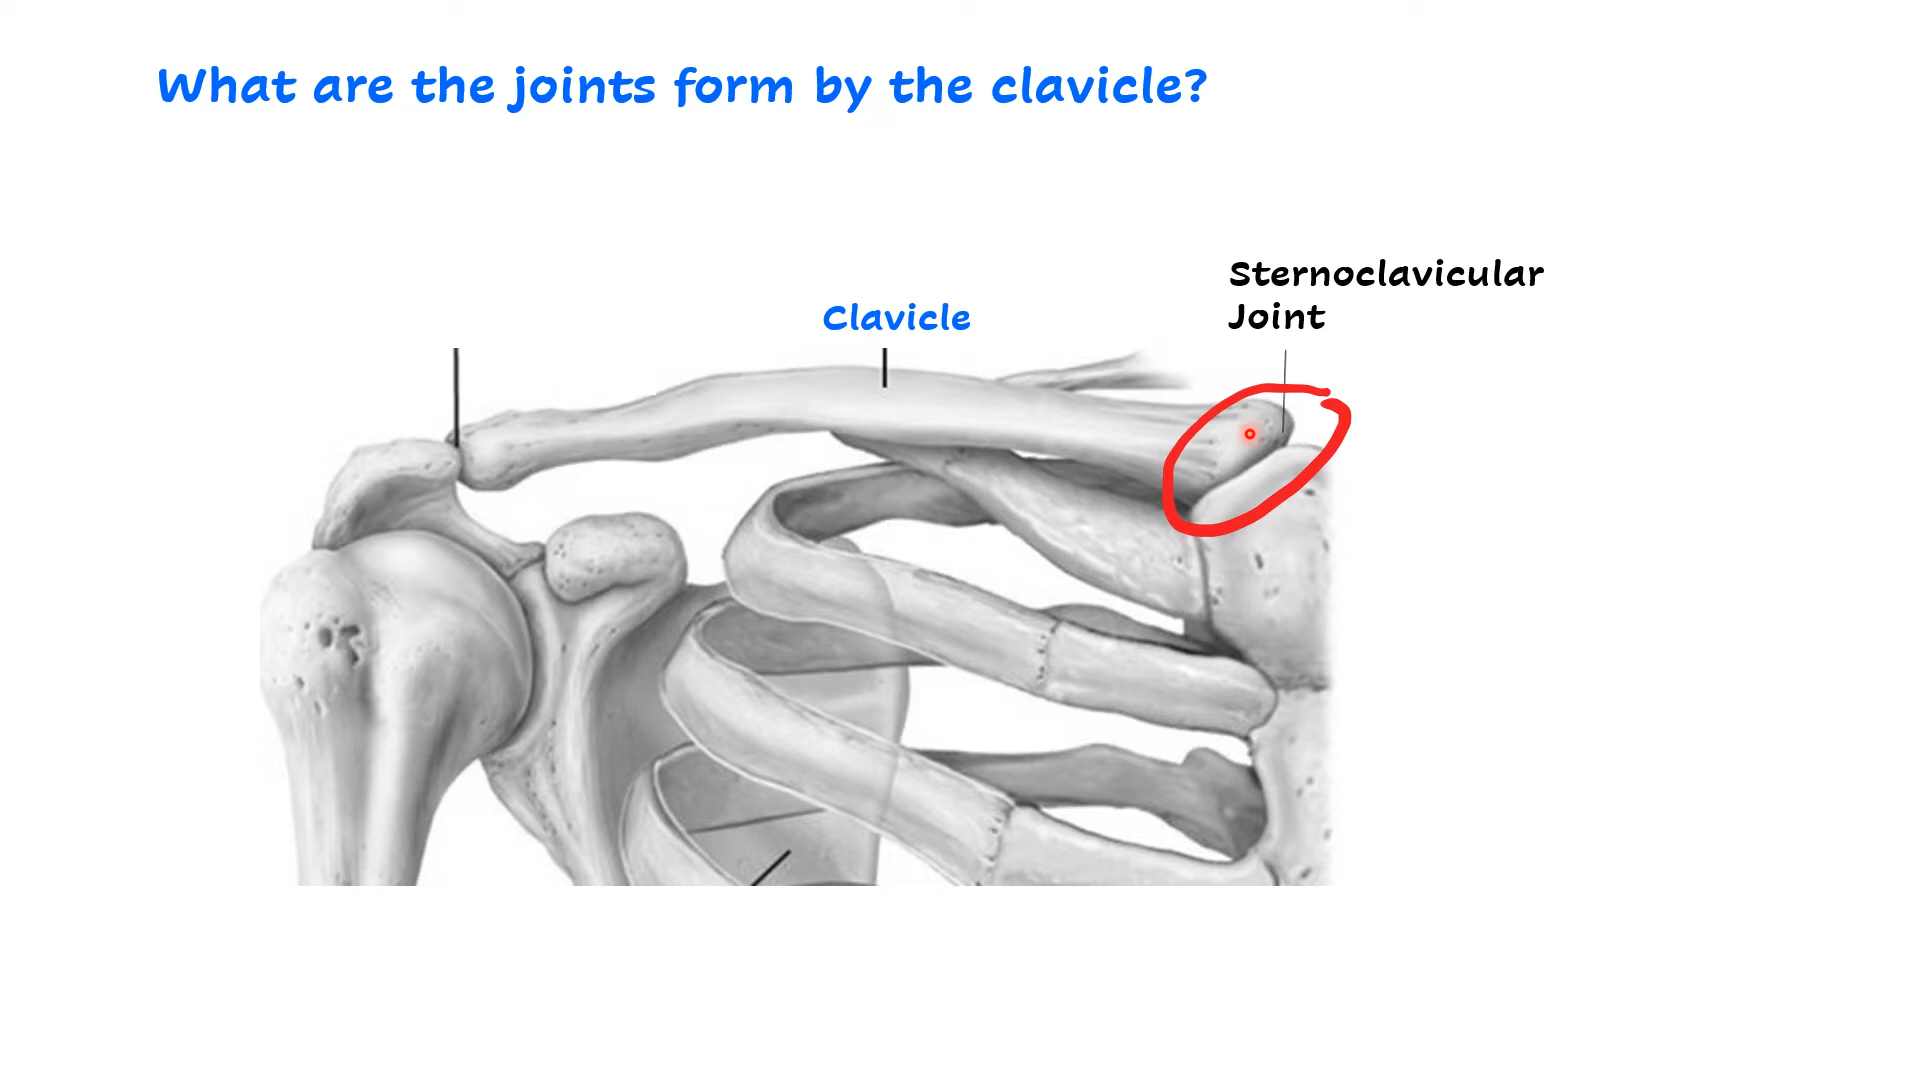 What are the joints form by the clavicle?
Sternoclavicular
Joint
Clavicle